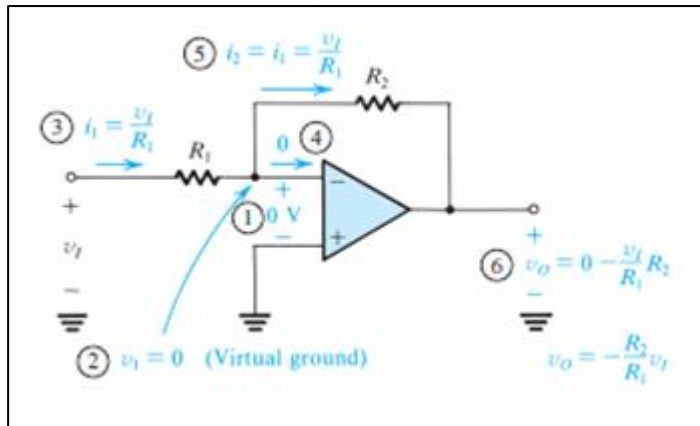 ⑤ i₂ = i₁ = v_I/R₁
R₂
③ i₁ = v_I/R₁
R₁
0 ④
−
+
① 0 V
−
+
+
v_I
−
+
⑥ v_O = 0 − v_I/R₁ R₂
−
② v₁ = 0 (Virtual ground)
v_O = −R₂/R₁ v_I